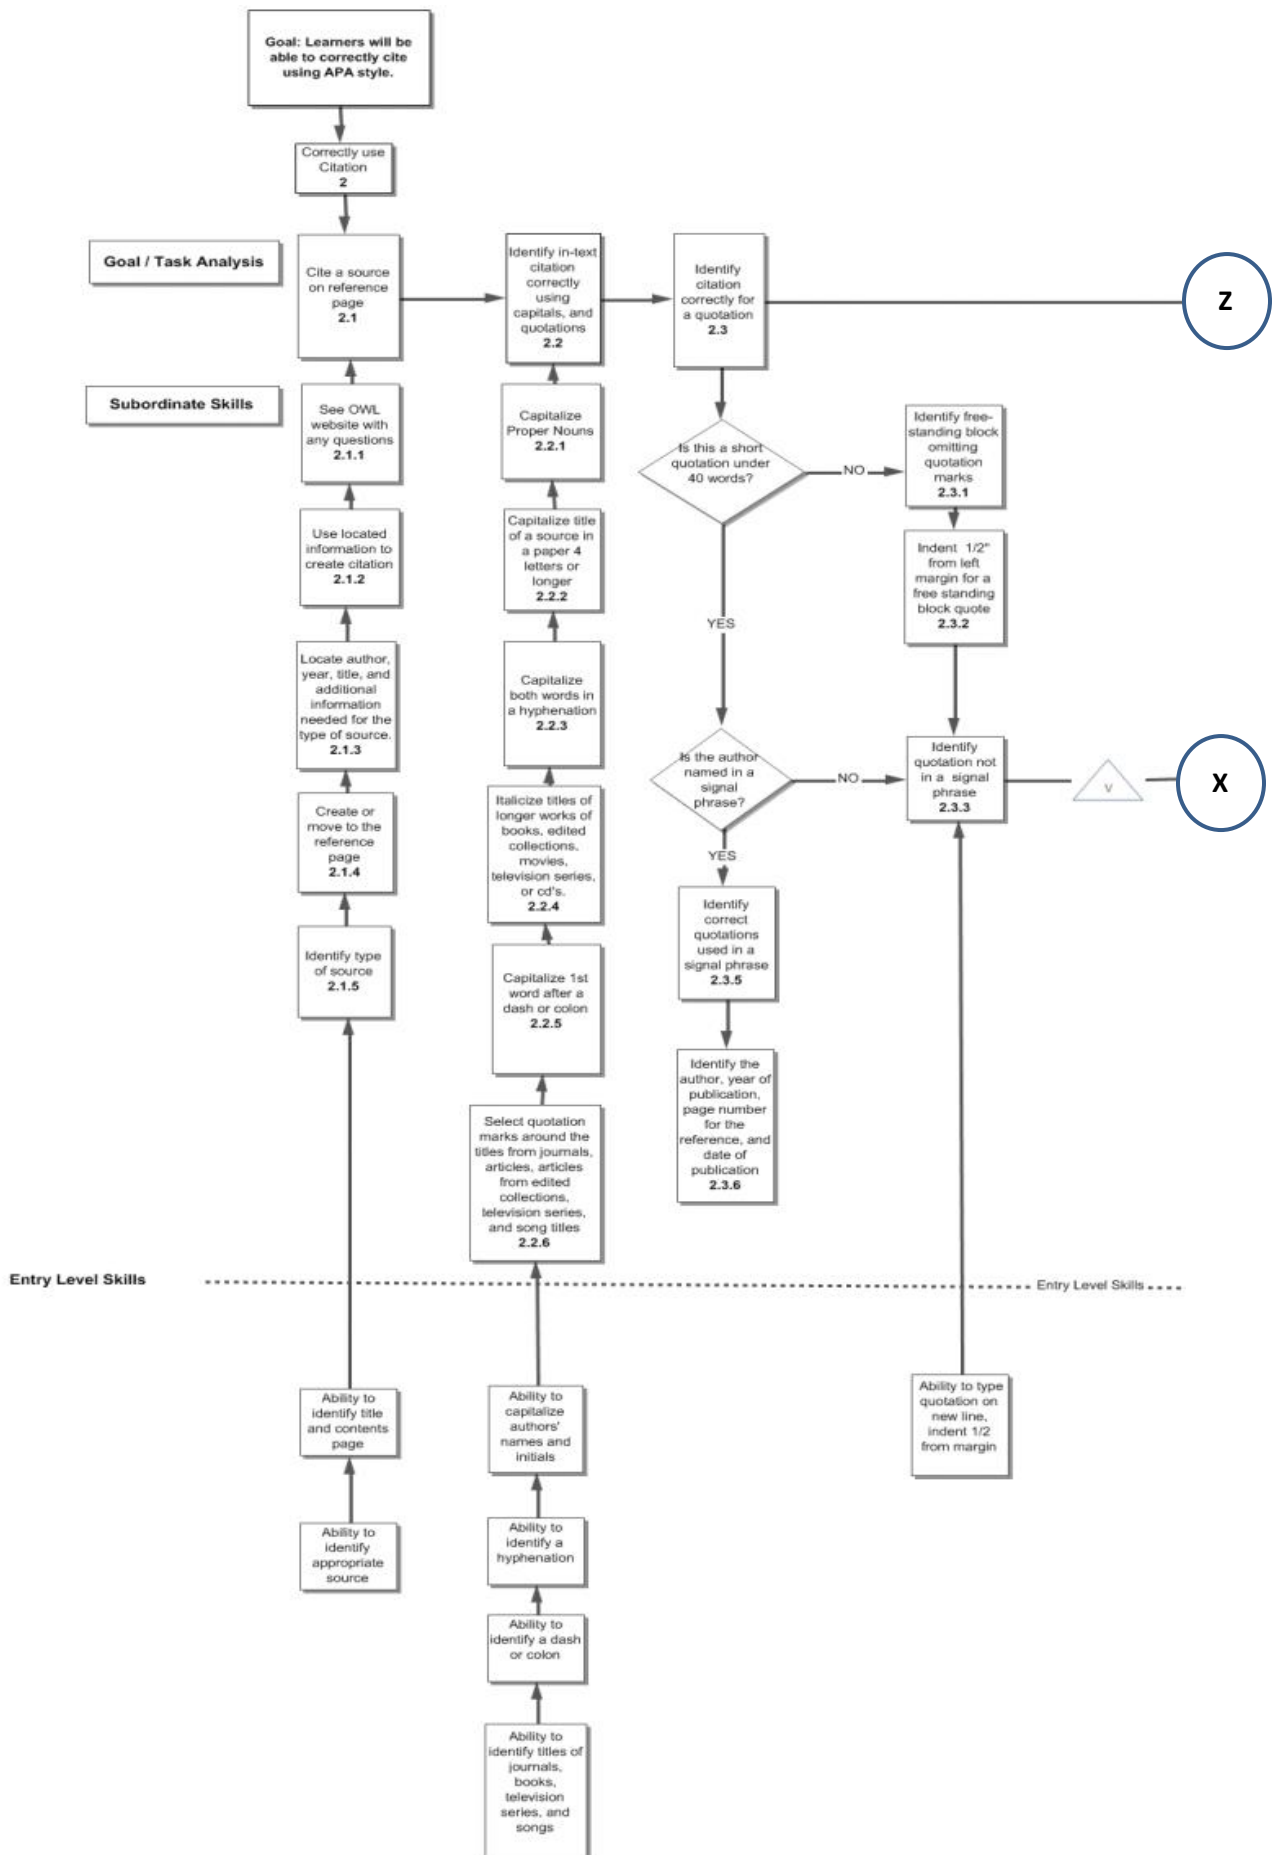 Goal: Learners will be
able to correctly cite
using APA style.
Correctly use
Citation
2
Goal / Task Analysis
Cite a source
on reference
page
2.1
Identify in-text
citation
correctly
using
capitals, and
quotations
2.2
Identify
citation
correctly for
a quotation
2.3
Z
Subordinate Skills
See OWL
website with
any questions
2.1.1
Use located
information to
create citation
2.1.2
Locate author,
year, title, and
additional
information
needed for the
type of source.
2.1.3
Create or
move to the
reference
page
2.1.4
Identify type
of source
2.1.5
Capitalize
Proper Nouns
2.2.1
Capitalize title
of a source in
a paper 4
letters or
longer
2.2.2
Capitalize
both words in
a hyphenation
2.2.3
Italicize titles of
longer works of
books, edited
collections,
movies,
television series,
or cd's.
2.2.4
Capitalize 1st
word after a
dash or colon
2.2.5
Select quotation
marks around the
titles from journals,
articles, articles
from edited
collections,
television series,
and song titles
2.2.6
Is this a short
quotation under
40 words?
NO
YES
Identify free-
standing block
omitting
quotation
marks
2.3.1
Indent 1/2"
from left
margin for a
free standing
block quote
2.3.2
Is the author
named in a
signal
phrase?
NO
YES
Identify
quotation not
in a signal
phrase
2.3.3
v
X
Identify
correct
quotations
used in a
signal phrase
2.3.5
Identify the
author, year of
publication,
page number
for the
reference, and
date of
publication
2.3.6
Entry Level Skills
Entry Level Skills
Ability to
identify title
and contents
page
Ability to
identify
appropriate
source
Ability to
capitalize
authors'
names and
initials
Ability to
identify a
hyphenation
Ability to
identify a dash
or colon
Ability to
identify titles of
journals,
books,
television
series, and
songs
Ability to type
quotation on
new line,
indent 1/2
from margin